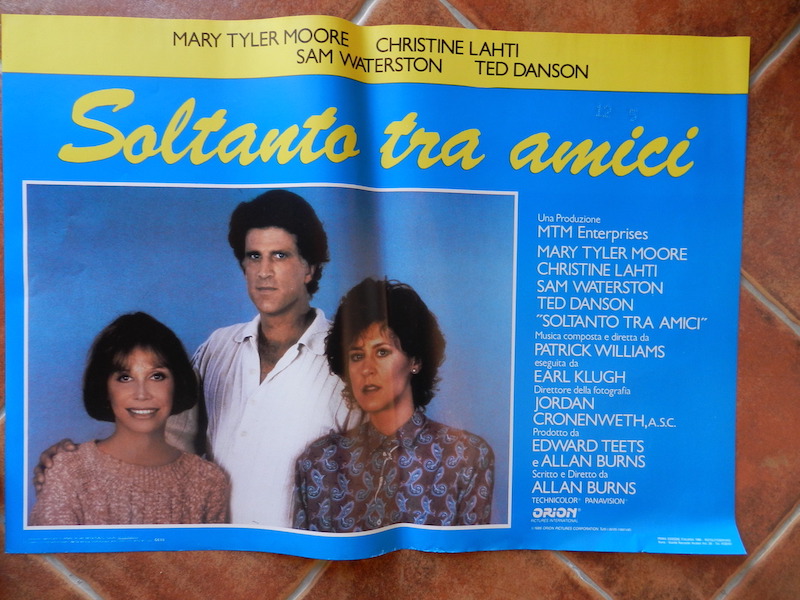 MARY TYLER MOORE CHRISTINE LAHTI
SAM WATERSTON TED DANSON
Soltanto tra amici
Una Produzione
MTM Enterprises
MARY TYLER MOORE
CHRISTINE LAHTI
SAM WATERSTON
TED DANSON
"SOLTANTO TRA AMICI"
Musica composta e diretta da
PATRICK WILLIAMS
eseguita da
EARL KLUGH
Direttore della fotografia
JORDAN
CRONENWETH, A.S.C.
Prodotto da
EDWARD TEETS
e ALLAN BURNS
Scritto e Diretto da
ALLAN BURNS
TECHNICOLOR® PANAVISION®
ORION
PICTURES INTERNATIONAL